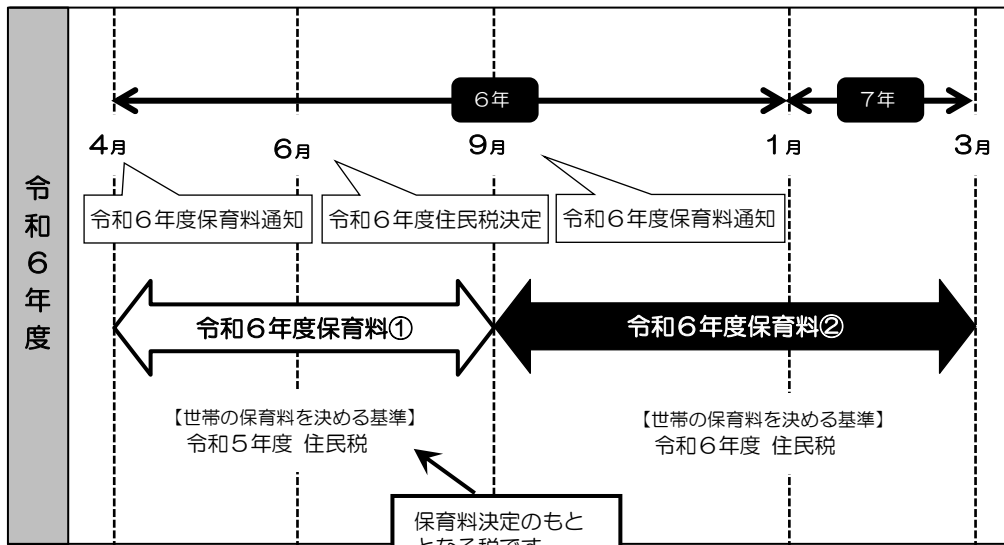 令和6年度
6年
7年
4月
6月
9月
1月
3月
令和6年度保育料通知
令和6年度住民税決定
令和6年度保育料通知
令和6年度保育料①
令和6年度保育料②
【世帯の保育料を決める基準】
令和5年度 住民税
【世帯の保育料を決める基準】
令和6年度 住民税
保育料決定のもと
となる税です